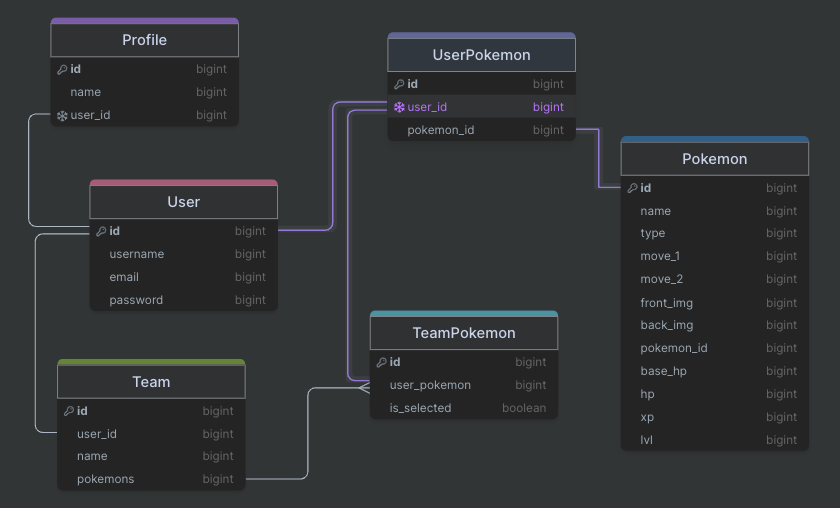 Profile
id bigint
name bigint
user_id bigint
UserPokemon
id bigint
user_id bigint
pokemon_id bigint
Pokemon
id bigint
name bigint
type bigint
move_1 bigint
move_2 bigint
front_img bigint
back_img bigint
pokemon_id bigint
base_hp bigint
hp bigint
xp bigint
lvl bigint
User
id bigint
username bigint
email bigint
password bigint
TeamPokemon
id bigint
user_pokemon bigint
is_selected boolean
Team
id bigint
user_id bigint
name bigint
pokemons bigint